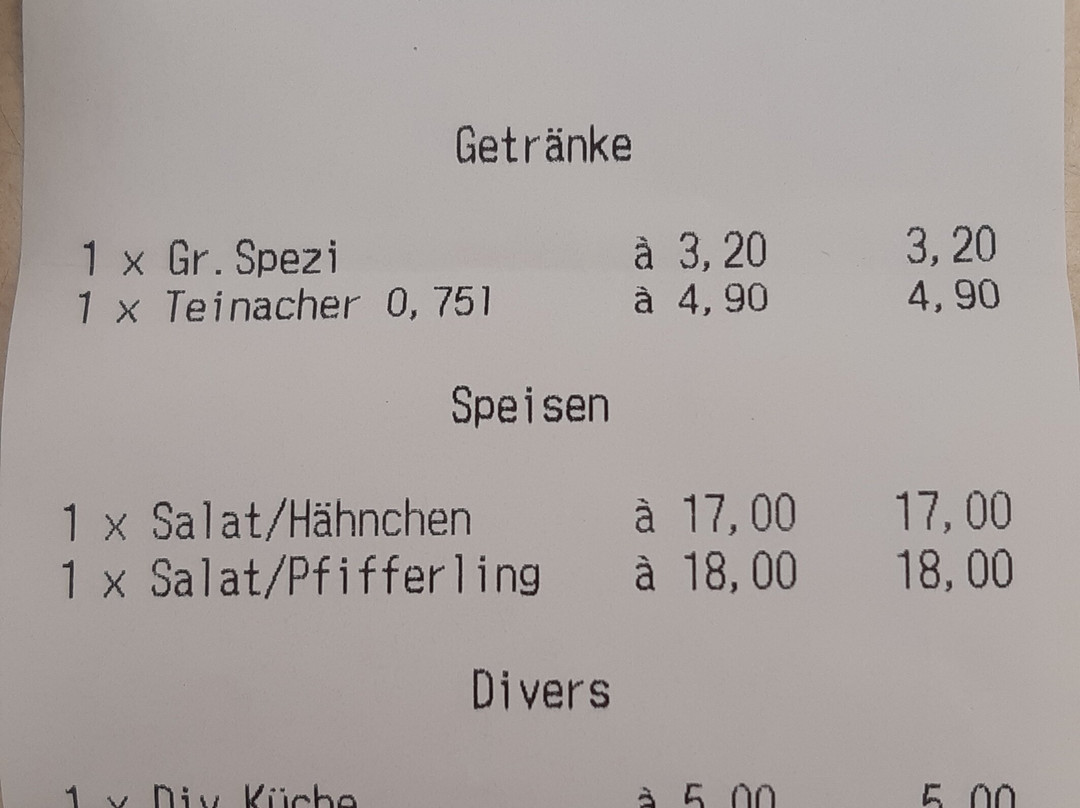 Getränke
1 x Gr.Spezi à 3,20 3,20
1 x Teinacher 0,75l à 4,90 4,90
Speisen
1 x Salat/Hähnchen à 17,00 17,00
1 x Salat/Pfifferling à 18,00 18,00
Divers
1 x Div Küche à 5,00 5,00